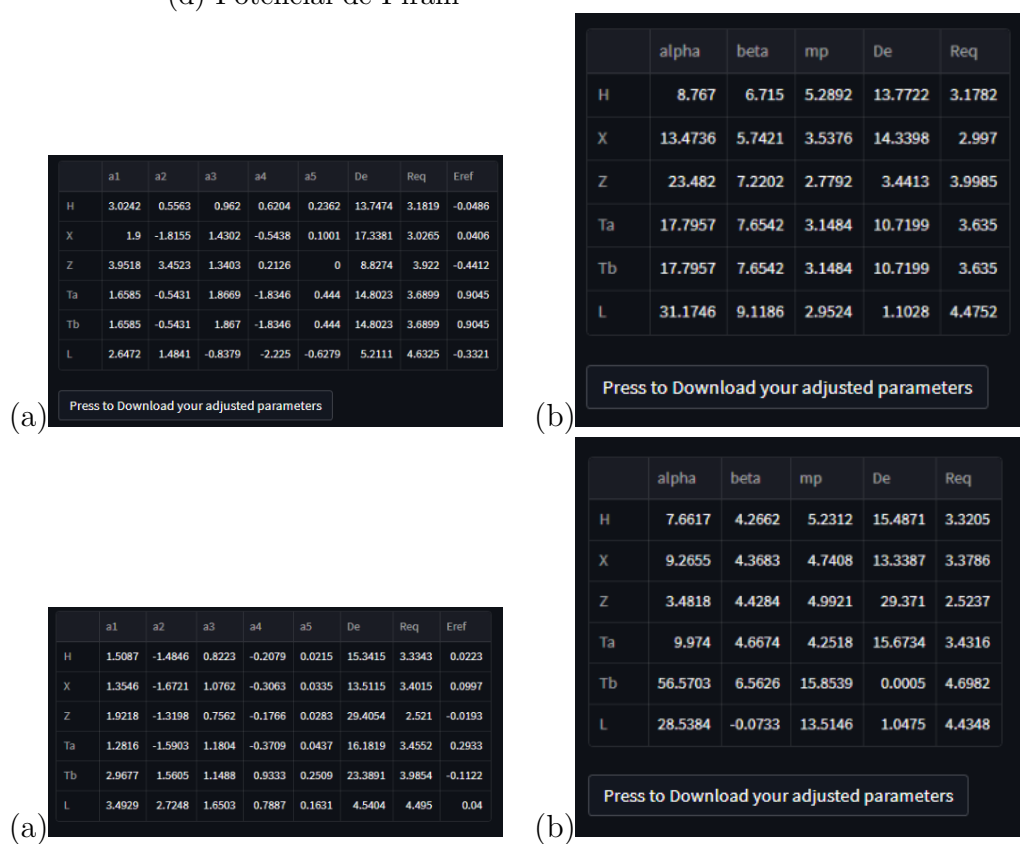 (d) Potencial de Pirani
a1 a2 a3 a4 a5 De Req Eref
H 3.0242 0.5563 0.962 0.6204 0.2362 13.7474 3.1819 -0.0486
X 1.9 -1.8155 1.4302 -0.5438 0.1001 17.3381 3.0265 0.0406
Z 3.9518 3.4523 1.3403 0.2126 0 8.8274 3.922 -0.4412
Ta 1.6585 -0.5431 1.8669 -1.8346 0.444 14.8023 3.6899 0.9045
Tb 1.6585 -0.5431 1.867 -1.8346 0.444 14.8023 3.6899 0.9045
L 2.6472 1.4841 -0.8379 -2.225 -0.6279 5.2111 4.6325 -0.3321
Press to Download your adjusted parameters
(a)
alpha beta mp De Req
H 8.767 6.715 5.2892 13.7722 3.1782
X 13.4736 5.7421 3.5376 14.3398 2.997
Z 23.482 7.2202 2.7792 3.4413 3.9985
Ta 17.7957 7.6542 3.1484 10.7199 3.635
Tb 17.7957 7.6542 3.1484 10.7199 3.635
L 31.1746 9.1186 2.9524 1.1028 4.4752
Press to Download your adjusted parameters
(b)
a1 a2 a3 a4 a5 De Req Eref
H 1.5087 -1.4846 0.8223 -0.2079 0.0215 15.3415 3.3343 0.0223
X 1.3546 -1.6721 1.0762 -0.3063 0.0335 13.5115 3.4015 0.0997
Z 1.9218 -1.3198 0.7562 -0.1766 0.0283 29.4054 2.521 -0.0193
Ta 1.2816 -1.5903 1.1804 -0.3709 0.0437 16.1819 3.4552 0.2933
Tb 2.9677 1.5605 1.1488 0.9333 0.2509 23.3891 3.9854 -0.1122
L 3.4929 2.7248 1.6503 0.7887 0.1631 4.5404 4.495 0.04
(a)
alpha beta mp De Req
H 7.6617 4.2662 5.2312 15.4871 3.3205
X 9.2655 4.3683 4.7408 13.3387 3.3786
Z 3.4818 4.4284 4.9921 29.371 2.5237
Ta 9.974 4.6674 4.2518 15.6734 3.4316
Tb 56.5703 6.5626 15.8539 0.0005 4.6982
L 28.5384 -0.0733 13.5146 1.0475 4.4348
Press to Download your adjusted parameters
(b)